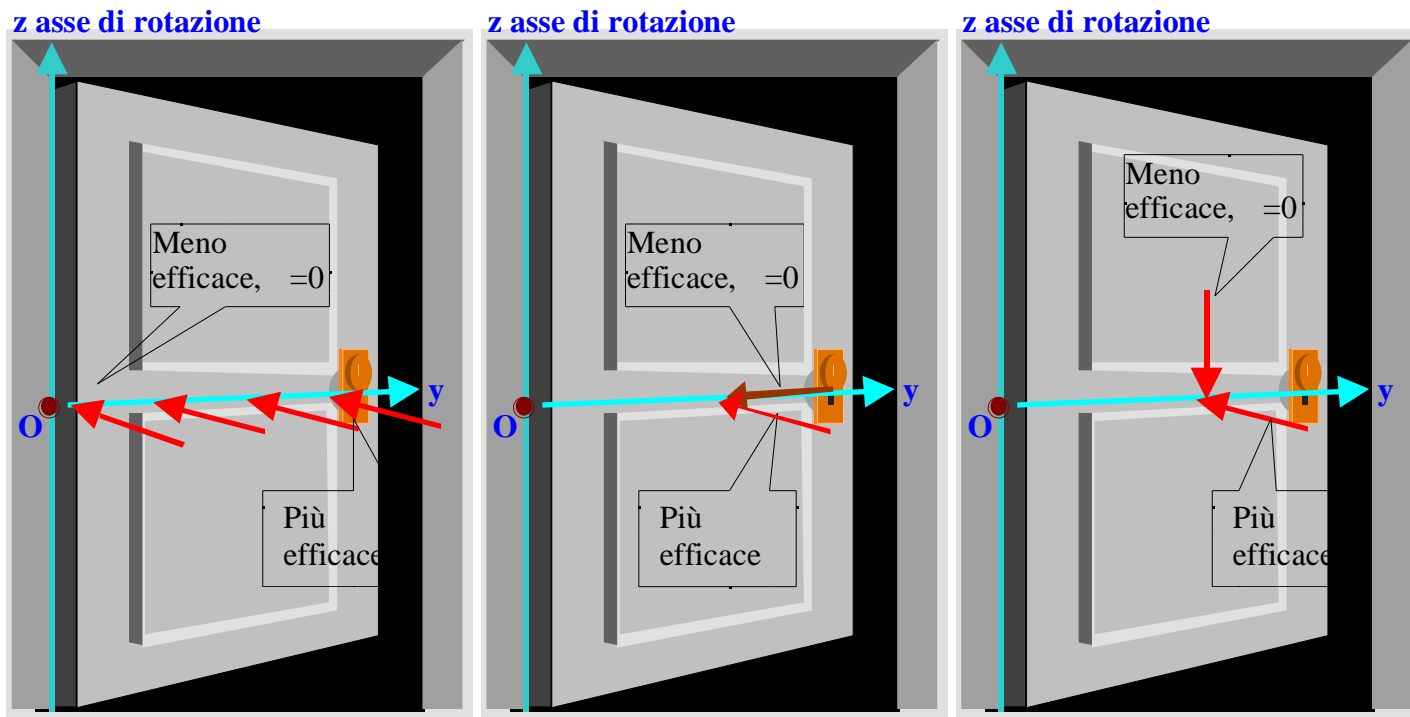 z asse di rotazione
Meno
efficace, =0
y
O
Più
efficace
z asse di rotazione
Meno
efficace, =0
y
O
Più
efficace
z asse di rotazione
Meno
efficace, =0
y
O
Più
efficace